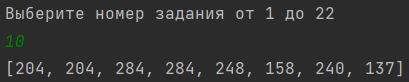 Выберите номер задания от 1 до 22
10
[204, 204, 284, 284, 248, 158, 240, 137]